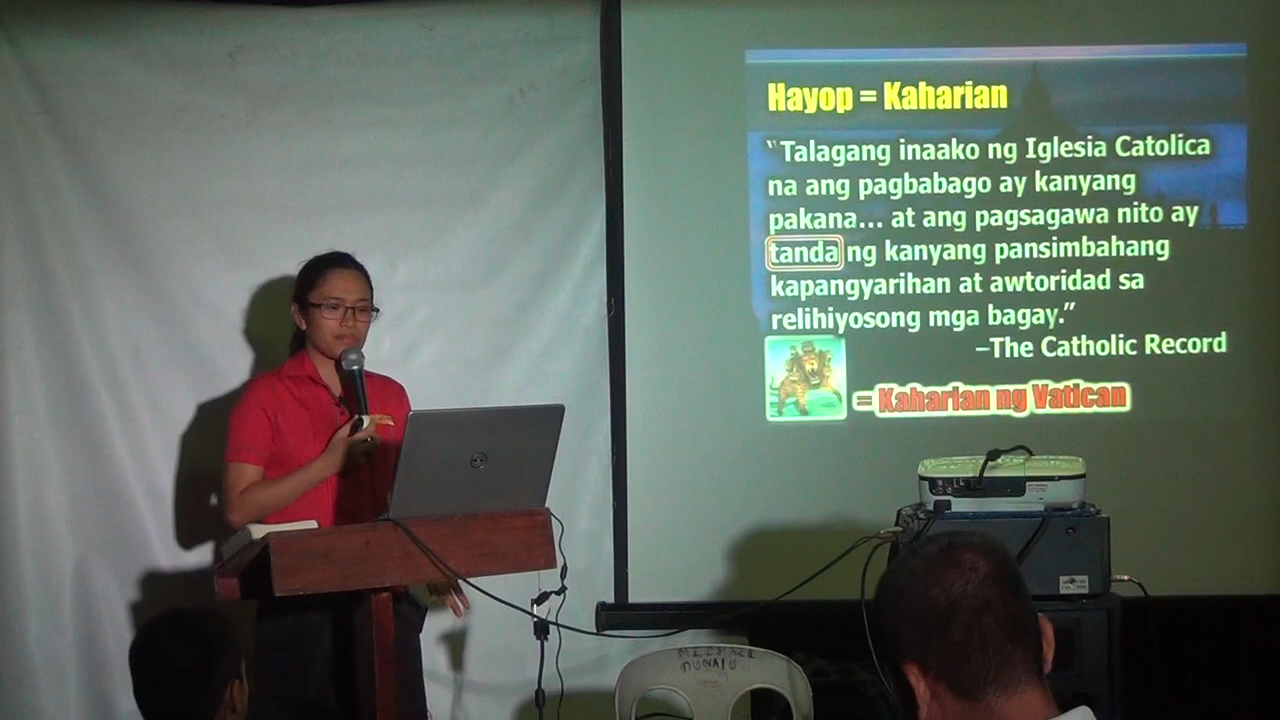 Hayop = Kaharian
“Talagang inaako ng Iglesia Catolica
na ang pagbabago ay kanyang
pakana... at ang pagsagawa nito ay
tanda ng kanyang pansimbahang
kapangyarihan at awtoridad sa
relihiyosong mga bagay.”
–The Catholic Record
= Kaharian ng Vatican
DELL